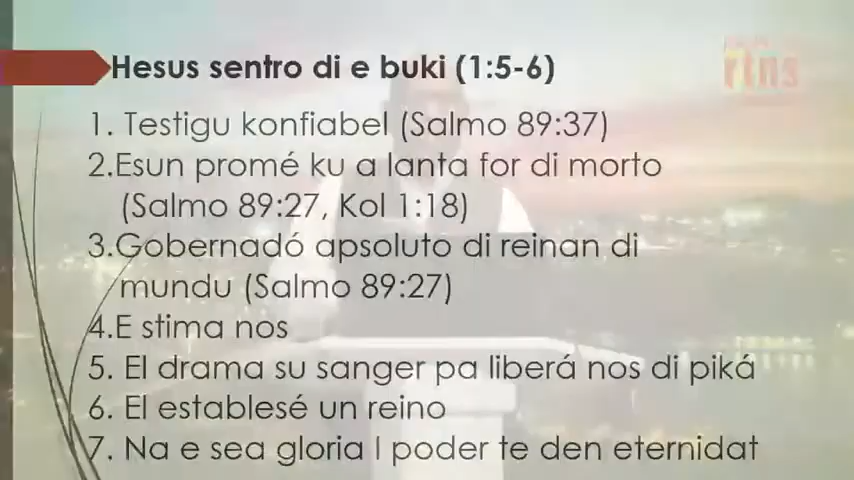 Hesus sentro di e buki (1:5-6)
rtns
1. Testigu konfiabel (Salmo 89:37)
2.Esun promé ku a lanta for di morto
(Salmo 89:27, Kol 1:18)
3.Gobernadó apsoluto di reinan di
mundu (Salmo 89:27)
4.E stima nos
5. El drama su sanger pa liberá nos di piká
6. El establesé un reino
7. Na e sea gloria I poder te den eternidat